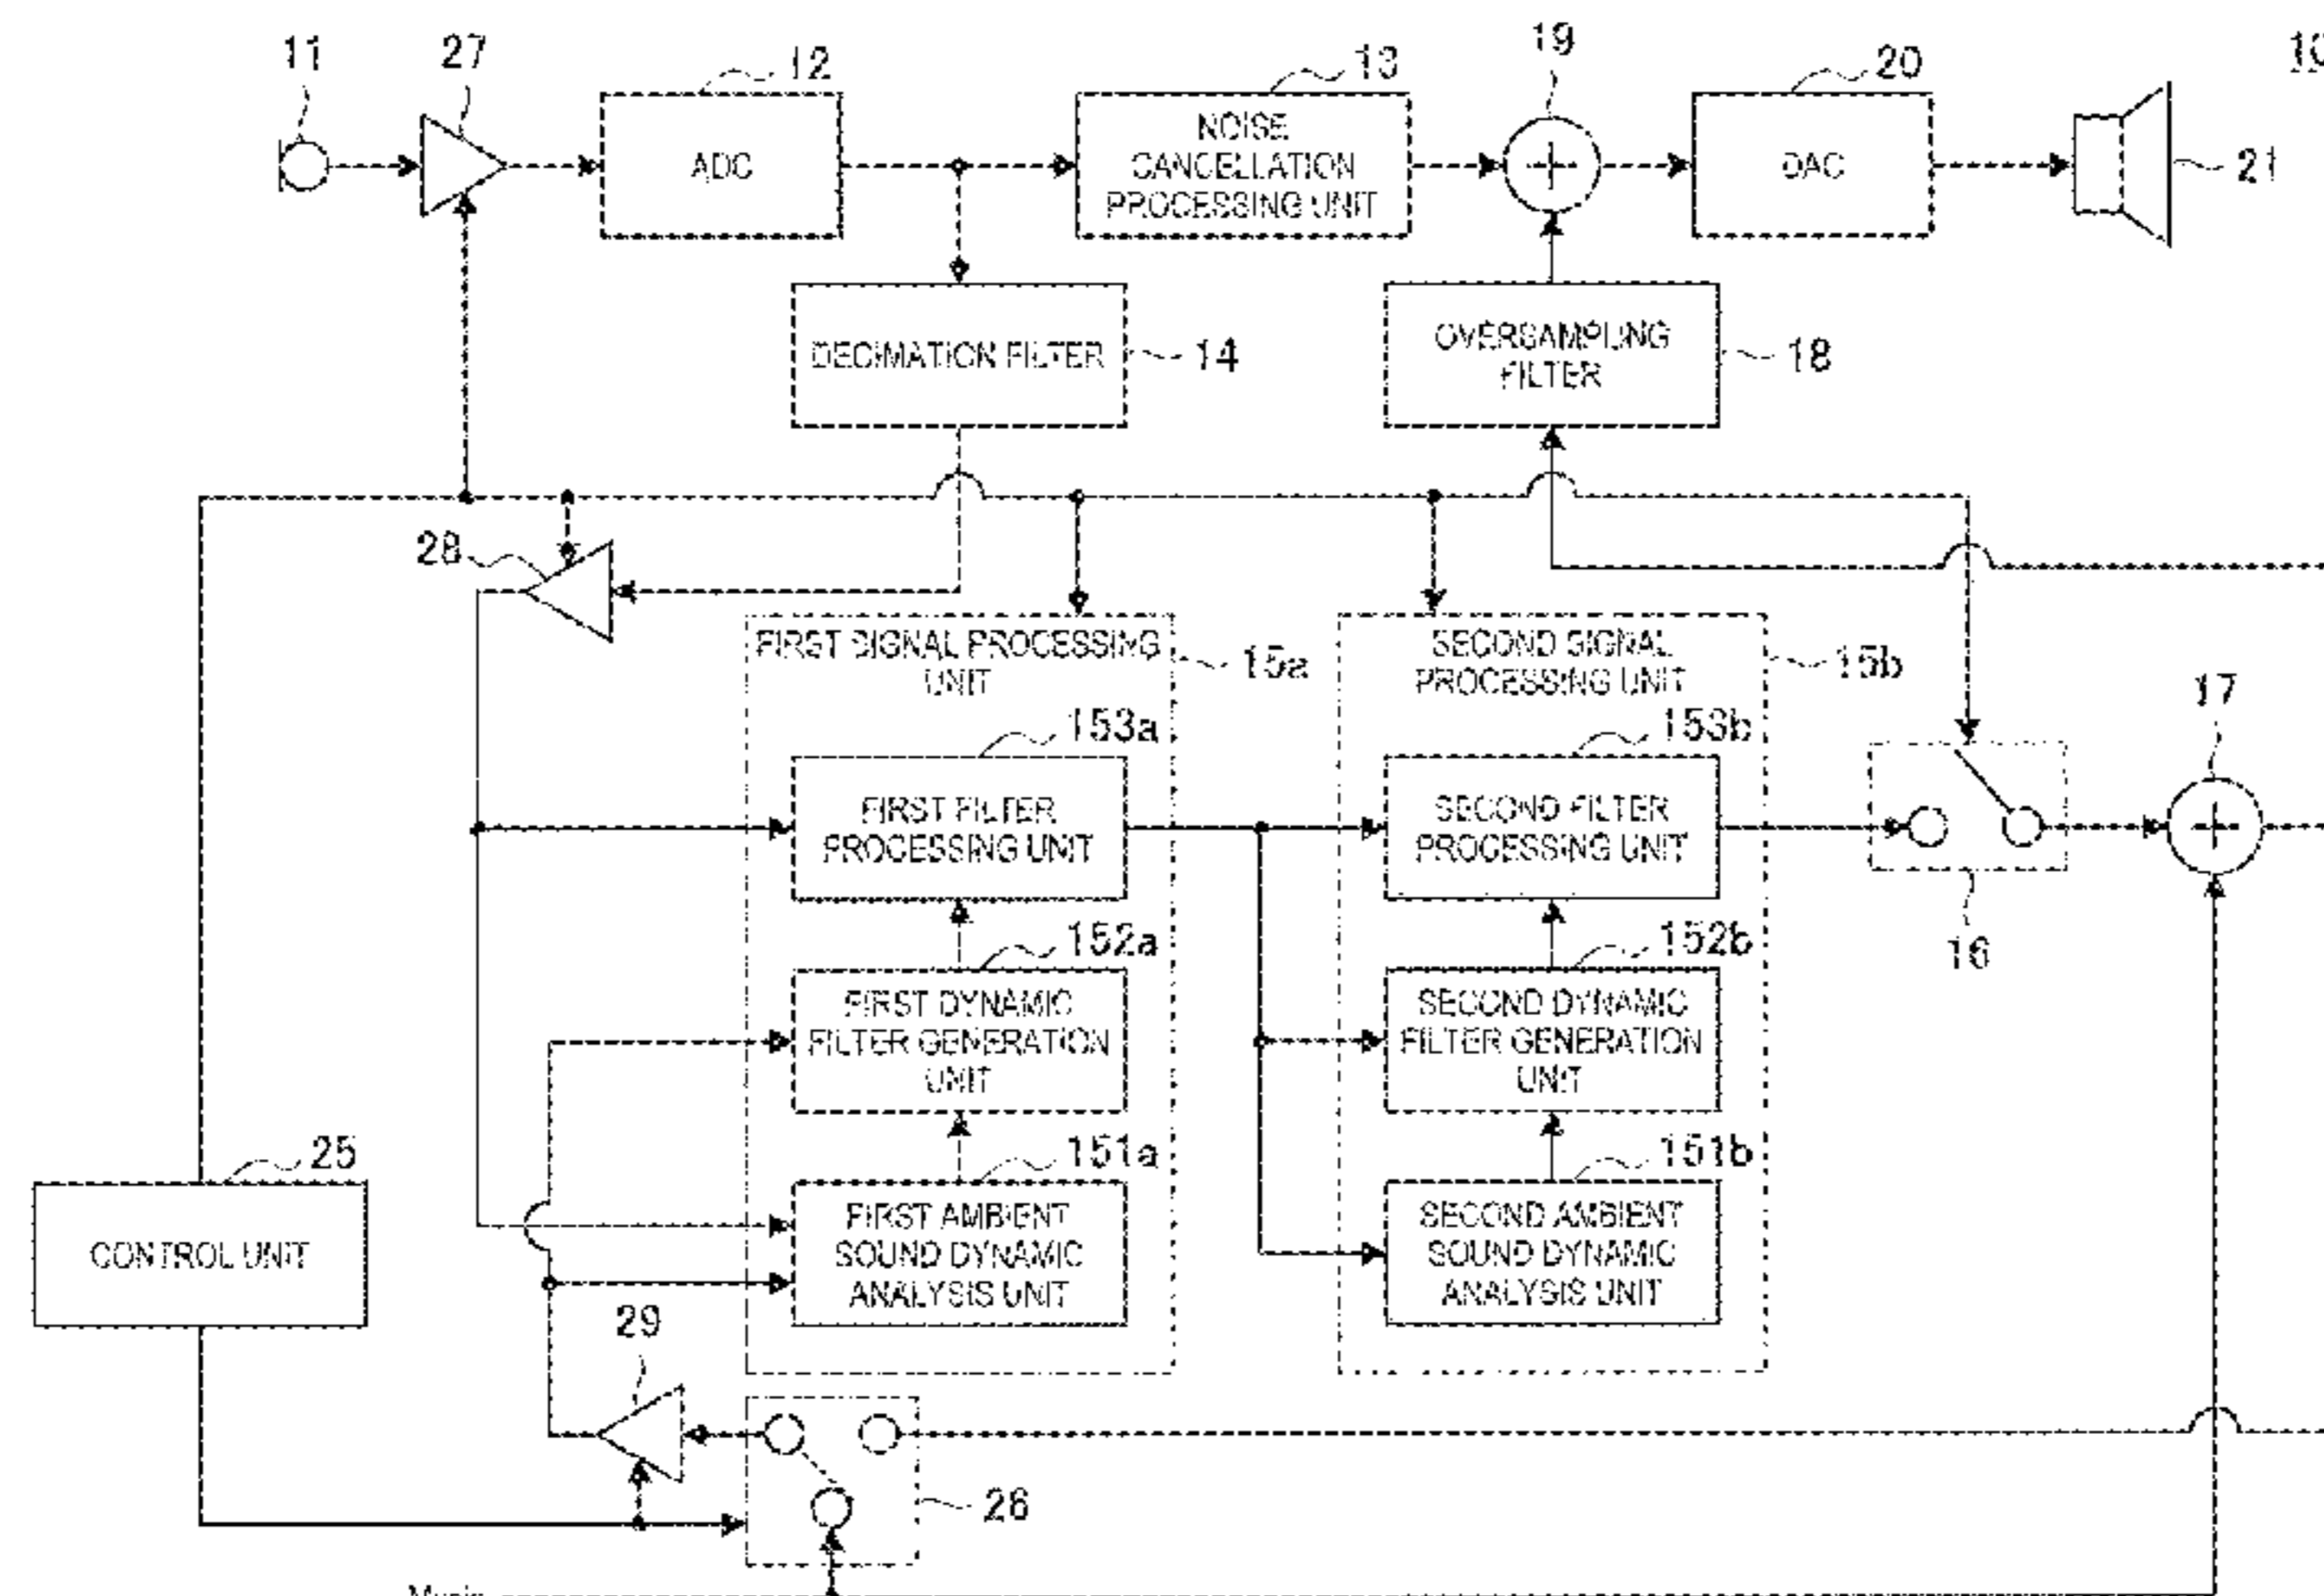 11
27
12
13
19
20
10
ADC
NOISE
CANCELLATION
PROCESSING UNIT
DAC
21
DECIMATION FILTER
14
OVERSAMPLING
FILTER
18
28
FIRST SIGNAL PROCESSING
UNIT
15a
SECOND SIGNAL
PROCESSING UNIT
15b
17
153a
153b
FIRST FILTER
PROCESSING UNIT
SECOND FILTER
PROCESSING UNIT
16
152a
152b
FIRST DYNAMIC
FILTER GENERATION
UNIT
SECOND DYNAMIC
FILTER GENERATION
UNIT
25
151a
151b
CONTROL UNIT
FIRST AMBIENT
SOUND DYNAMIC
ANALYSIS UNIT
SECOND AMBIENT
SOUND DYNAMIC
ANALYSIS UNIT
29
26
Music